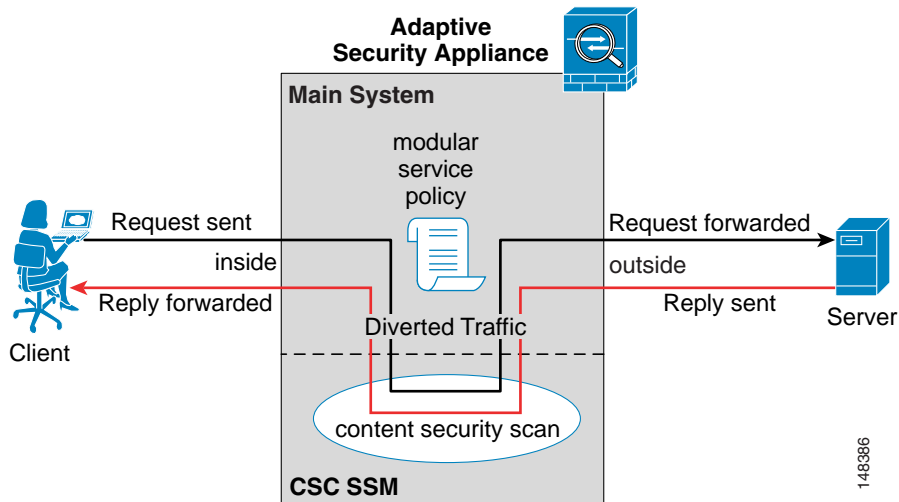 Adaptive
Security Appliance
Main System
modular
service
policy
Request sent
Request forwarded
inside
outside
Reply forwarded
Reply sent
Diverted Traffic
Client
Server
content security scan
CSC SSM
148386